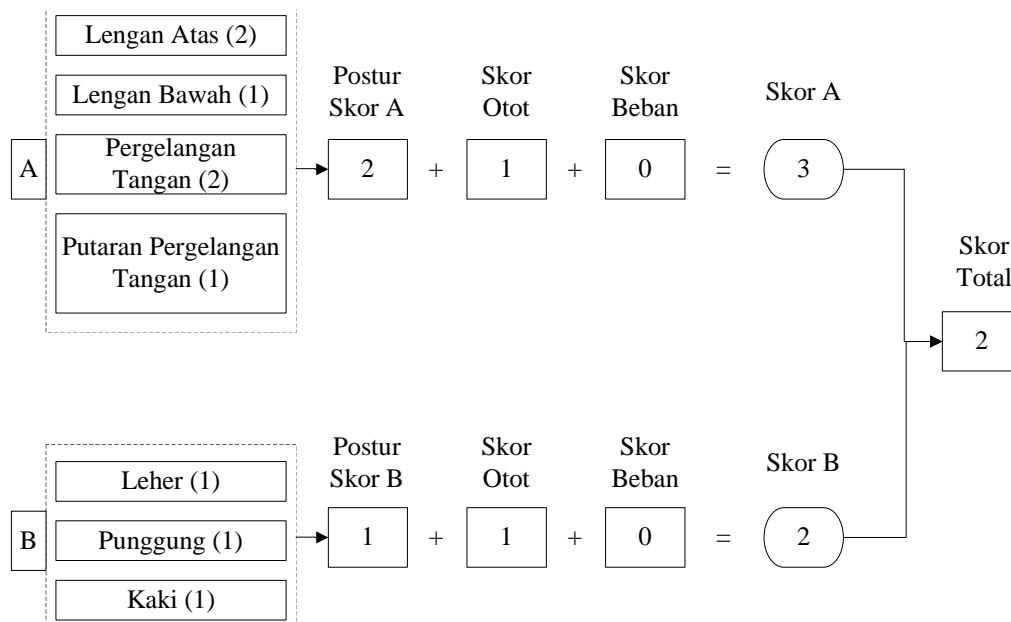 Lengan Atas (2)
Lengan Bawah (1)
A
Pergelangan
Tangan (2)
Putaran Pergelangan
Tangan (1)
Postur
Skor A
2
+
Skor
Otot
1
+
Skor
Beban
0
=
Skor A
3
Skor
Total
2
B
Leher (1)
Punggung (1)
Kaki (1)
Postur
Skor B
1
+
Skor
Otot
1
+
Skor
Beban
0
=
Skor B
2